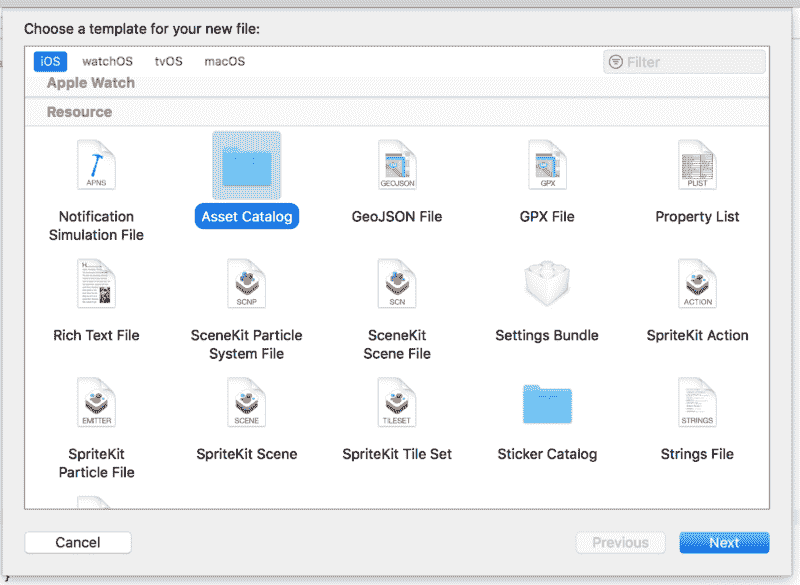 Choose a template for your new file:
iOS watchOS tvOS macOS Filter
Apple Watch
Resource
APNS GEOJSON GPX PLIST
Notification Simulation File
Asset Catalog
GeoJSON File
GPX File
Property List
SCNP SCN ACTION
Rich Text File
SceneKit Particle System File
SceneKit Scene File
Settings Bundle
SpriteKit Action
EMITTER SCENE TILESET STRINGS
SpriteKit Particle File
SpriteKit Scene
SpriteKit Tile Set
Sticker Catalog
Strings File
Cancel Previous Next
}